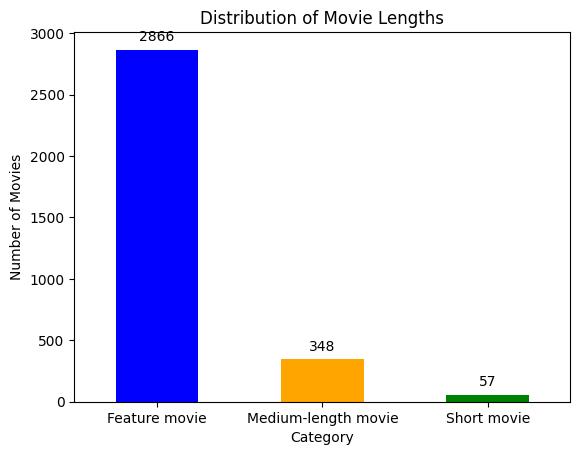 Distribution of Movie Lengths
3000
2500
2000
1500
1000
500
0
Number of Movies
2866
348
57
Feature movie
Medium-length movie
Short movie
Category